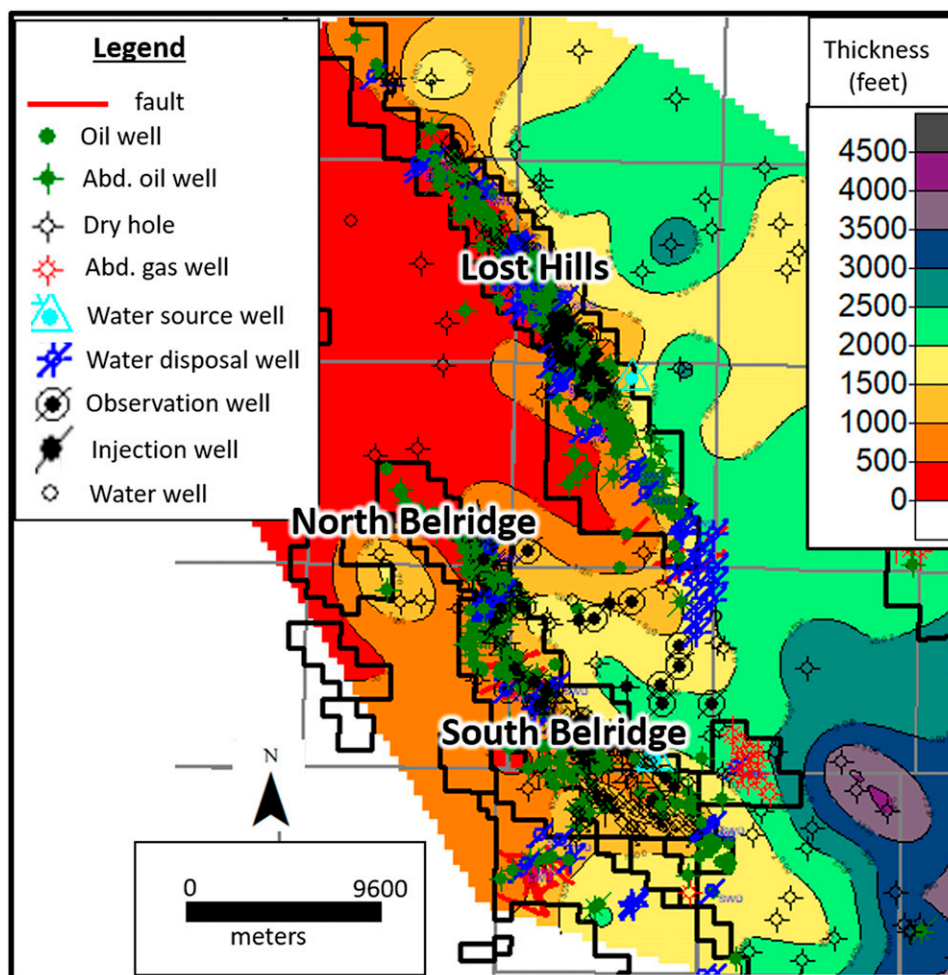 Legend
fault
Oil well
Abd. oil well
Dry hole
Abd. gas well
Water source well
Water disposal well
Observation well
Injection well
Water well
Thickness
(feet)
4500
4000
3500
3000
2500
2000
1500
1000
500
0
Lost Hills
North Belridge
South Belridge
N
0 9600
meters
SWD